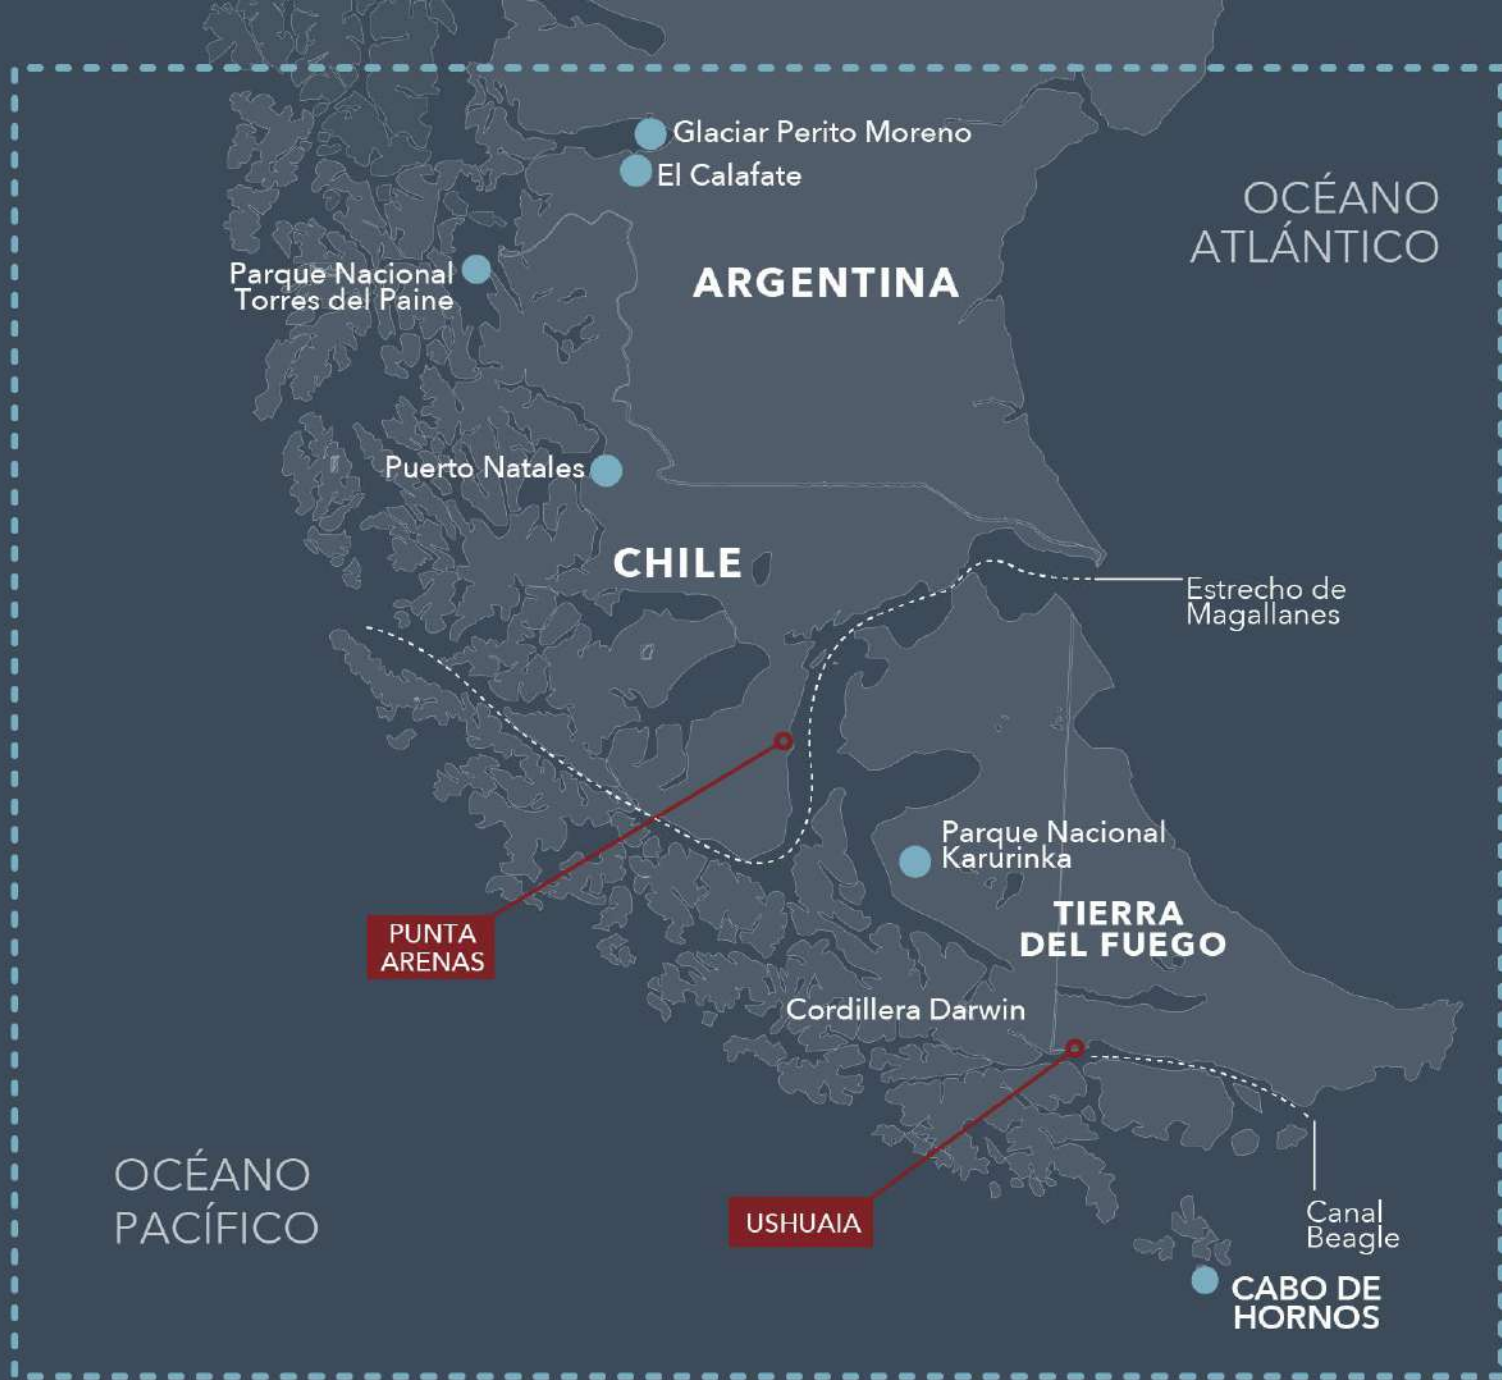 Glaciar Perito Moreno
El Calafate
OCÉANO
ATLÁNTICO
Parque Nacional
Torres del Paine
ARGENTINA
Puerto Natales
CHILE
Estrecho de
Magallanes
Parque Nacional
Karurinka
TIERRA
DEL FUEGO
PUNTA
ARENAS
Cordillera Darwin
OCÉANO
PACÍFICO
USHUAIA
Canal
Beagle
CABO DE
HORNOS